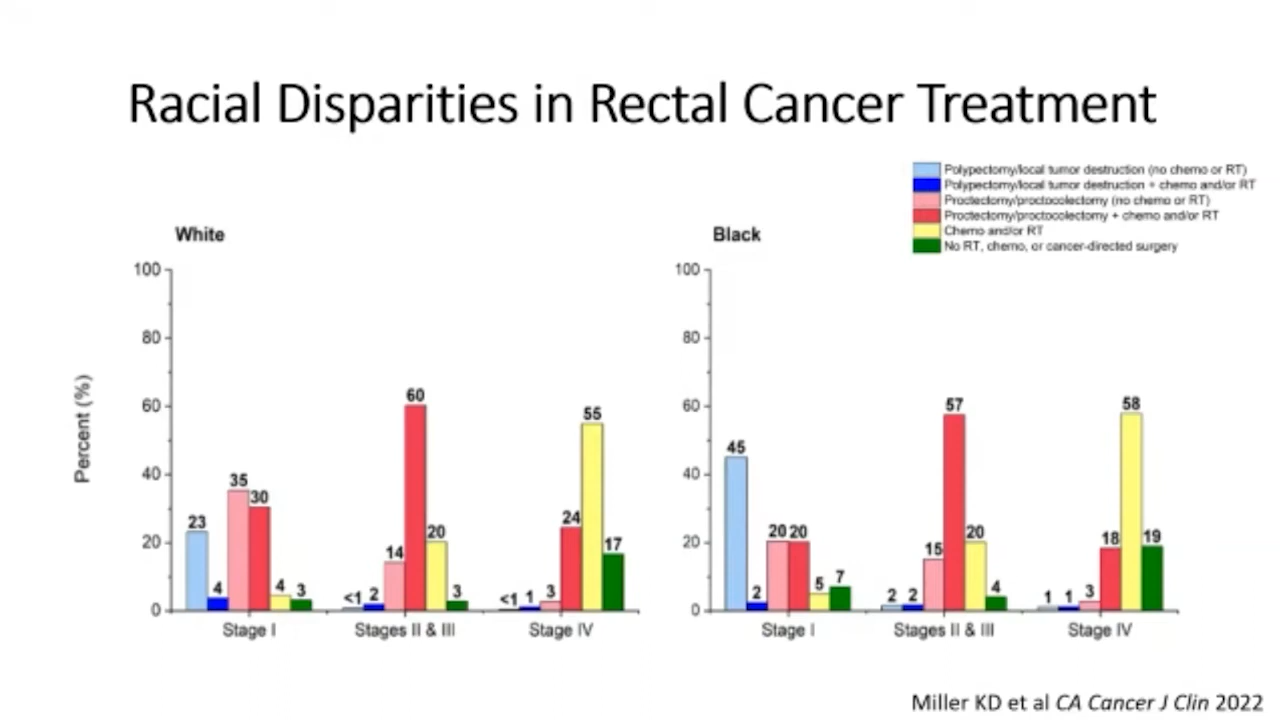 Racial Disparities in Rectal Cancer Treatment
Polypectomy/local tumor destruction (no chemo or RT)
Polypectomy/local tumor destruction + chemo and/or RT
Proctectomy/proctocolectomy (no chemo or RT)
Proctectomy/proctocolectomy + chemo and/or RT
Chemo and/or RT
No RT, chemo, or cancer-directed surgery
White
Percent (%)
100
80
60
40
20
0
23
4
35
30
4
3
<1
2
14
60
20
3
<1
1
3
24
55
17
Stage I
Stages II & III
Stage IV
Black
100
80
60
40
20
0
45
2
20
20
5
7
2
2
15
57
20
4
1
1
3
18
58
19
Stage I
Stages II & III
Stage IV
Miller KD et al CA Cancer J Clin 2022